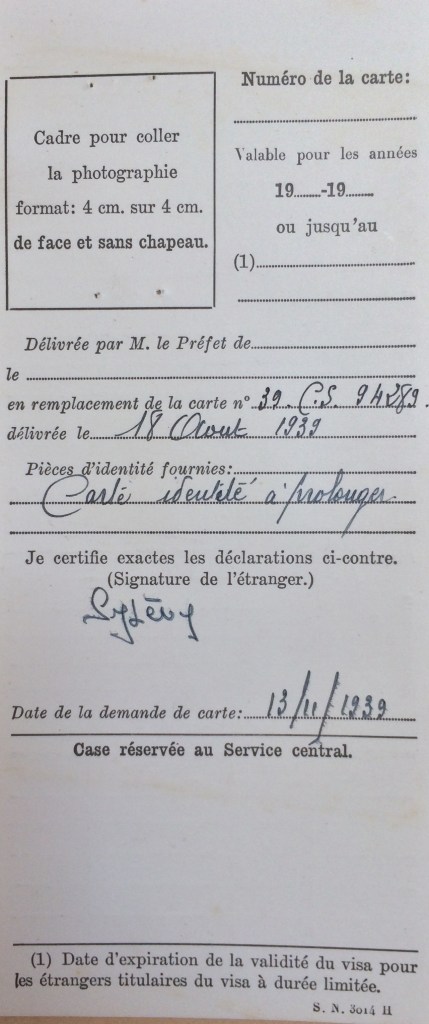 Cadre pour coller
la photographie
format: 4 cm. sur 4 cm.
de face et sans chapeau.
Numéro de la carte:
Valable pour les années
19........-19........
ou jusqu'au
(1)
Délivrée par M. le Préfet de
le
en remplacement de la carte n° 39. C.S. 94289.
délivrée le 18 Aout 1939
Pièces d'identité fournies:
Carte identité à prolonger
Je certifie exactes les déclarations ci-contre.
(Signature de l'étranger.)
Date de la demande de carte: 13/11/1939
Case réservée au Service central.
(1) Date d'expiration de la validité du visa pour
les étrangers titulaires du visa à durée limitée.
S. N. 3014 H